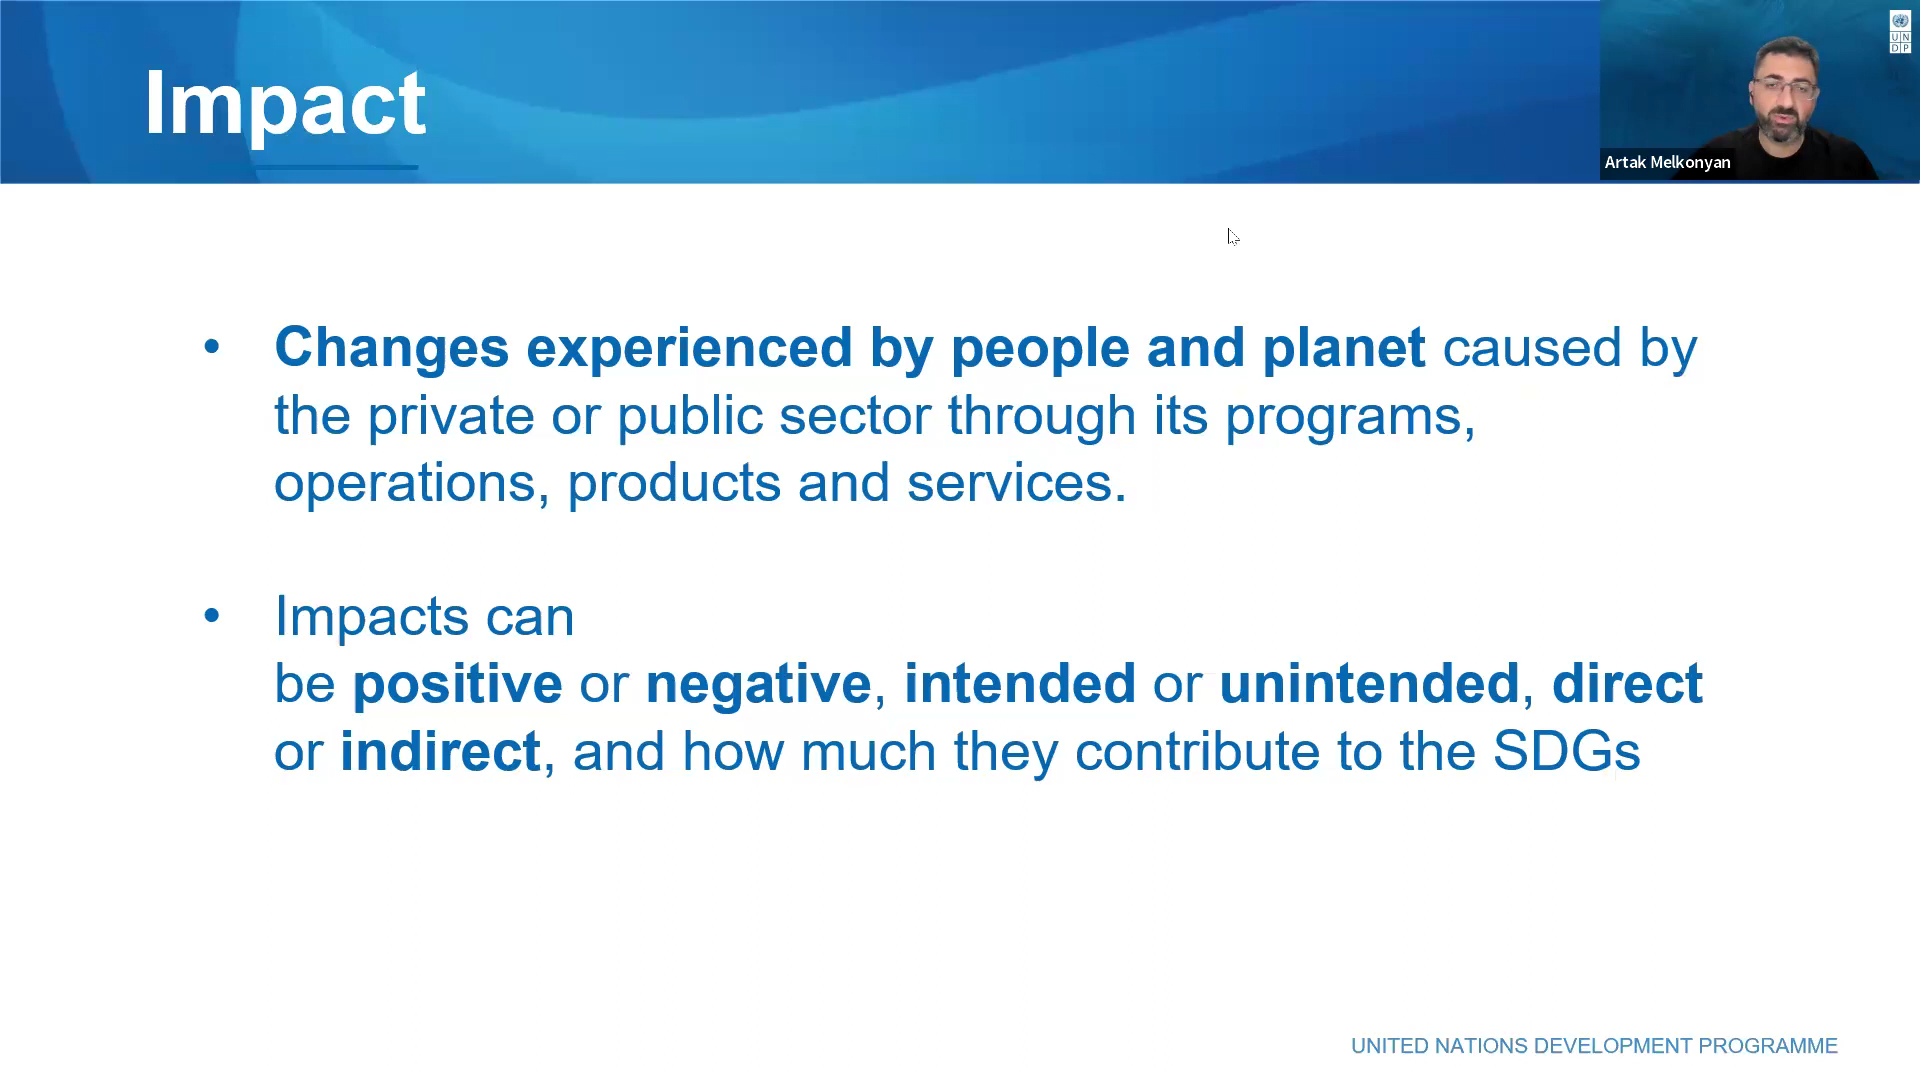 Impact
UN
DP
Artak Melkonyan
• Changes experienced by people and planet caused by
the private or public sector through its programs,
operations, products and services.
• Impacts can
be positive or negative, intended or unintended, direct
or indirect, and how much they contribute to the SDGs
UNITED NATIONS DEVELOPMENT PROGRAMME